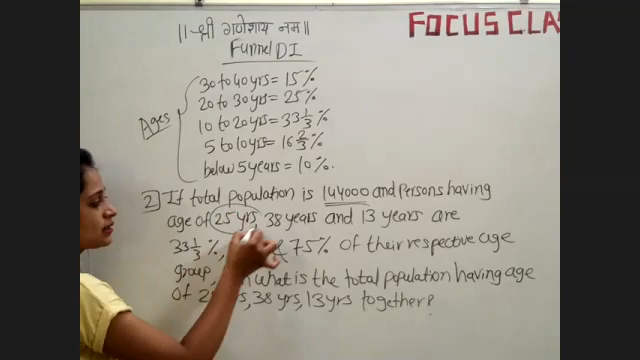 FOCUS CLA
|| श्री गणेशाय नम ||
Funnel DI
Ages
30 to 40 yrs = 15%
20 to 30 yrs = 25%
10 to 20 yrs = 33 1/3 %
5 to 10 yrs = 16 2/3 %
below 5 years = 10%.
2] If total population is 144000 and persons having
age of 25 yrs 38 years and 13 years are
33 1/3 %, 75% of their respective age
group, what is the total population having age
of 38 yrs, 13 yrs together?